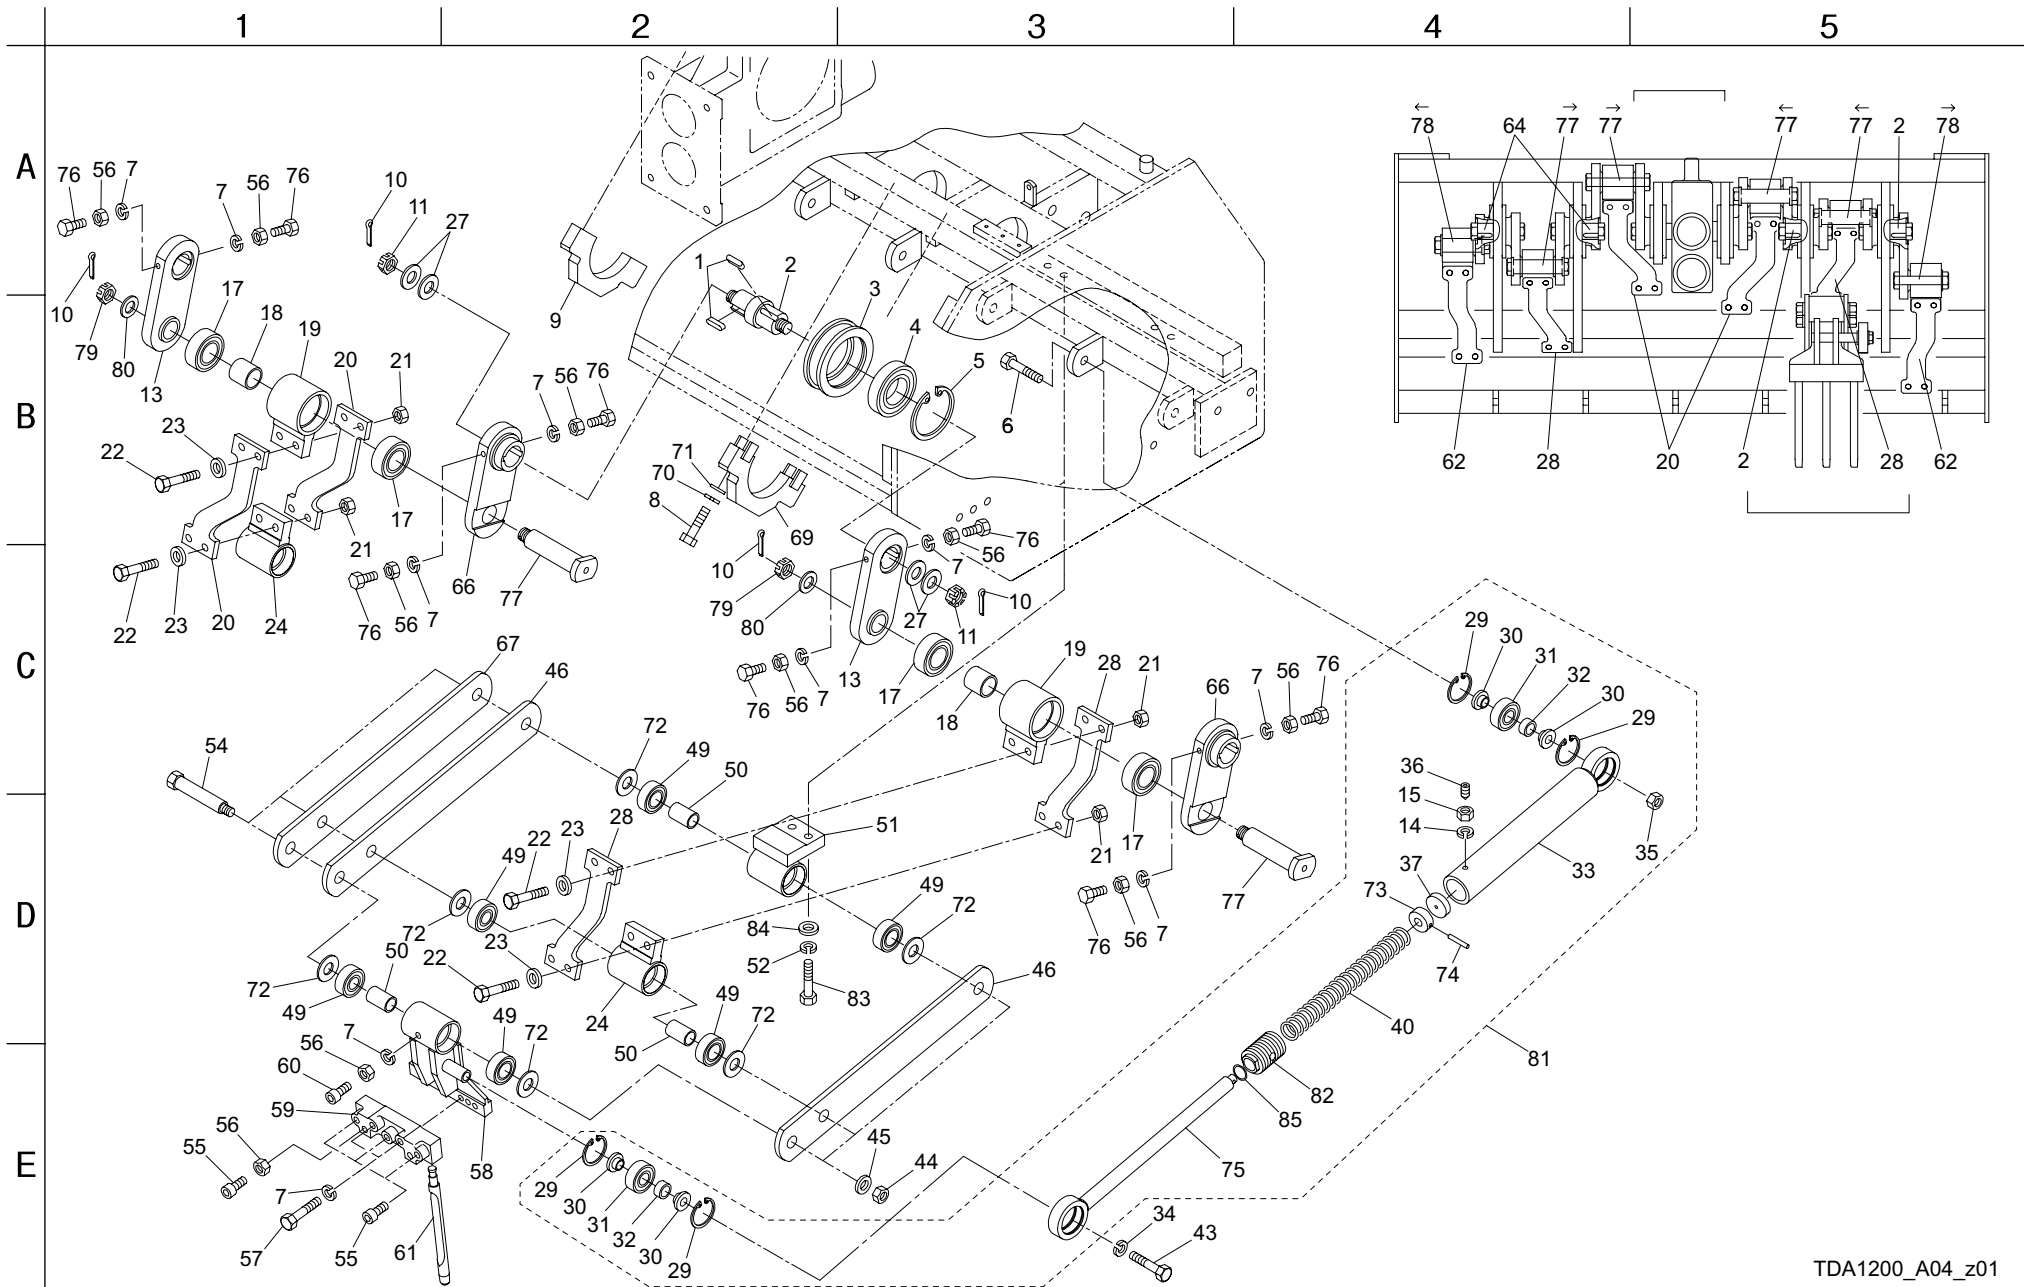 1 2 3 4 5
A
B
C
D
E
← → → ← ← →
78 64 77 77 77 77 2 78
76 56 7 7 56 76 10 11 27
1 2 3 4 5 6
10 79 80 13 17 18 19 20 21
9
7 56 76
22 23 17 21
71 70 8 69
62 28 20 2 28 62
22 23 20 24 76 56 7 66 77
10 79 80 7 56 76 27 11 10
76 56 7 13 17 18 19 28 21
66 7 56 76
29 30 31 32 30 29
67 46
54
72 49 50 51
36 15 14 37 73 33 35
22 23 28 49 72
21 17 76 56 7 77
74 40 81
72 49 50 22 23 24
84 52 83
49 72 46
56 7 49 72
50 49 72
60 59 56 55 7 57 55 61 58
29 30 31 32 30 29
45 44
82 85 75
34 43
TDA1200_A04_z01